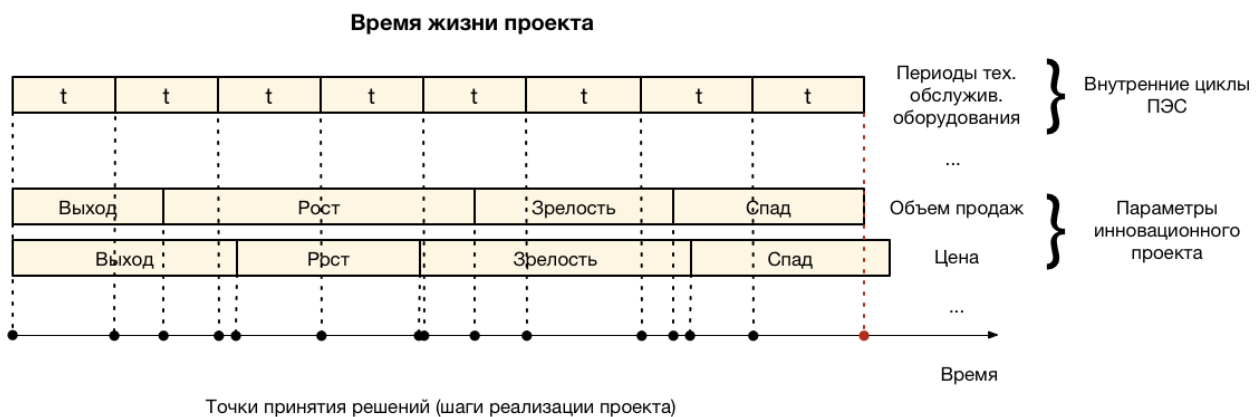 Время жизни проекта
t t t t t t t t
Периоды тех.
обслужив.
оборудования
Внутренние циклы
ПЭС
...
Выход Рост Зрелость Спад
Объем продаж
Параметры
инновационного
проекта
Выход Рост Зрелость Спад
Цена
...
Время
Точки принятия решений (шаги реализации проекта)